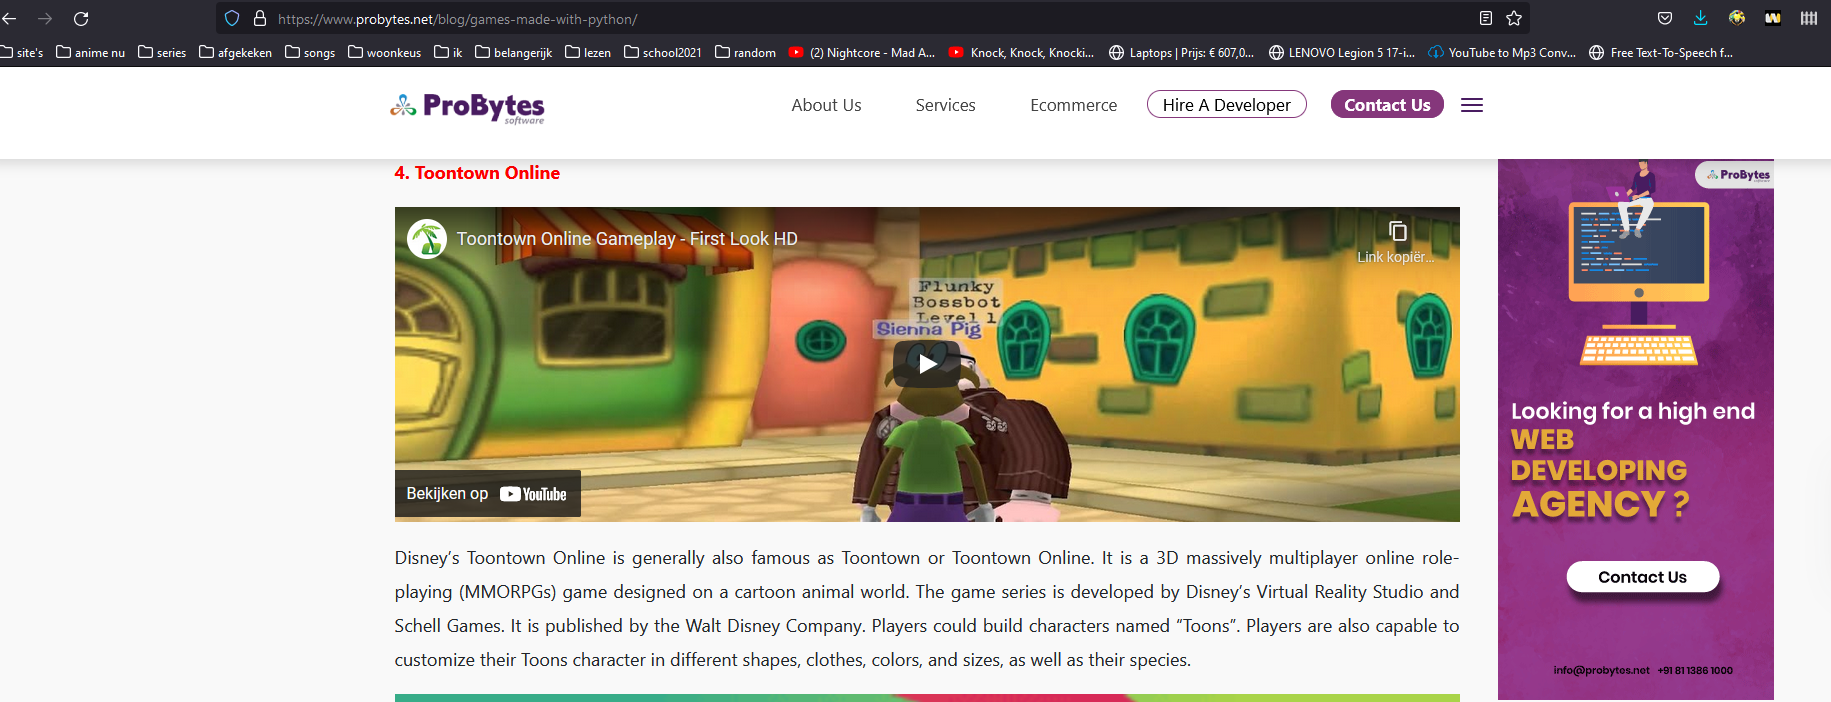 https://www.probytes.net/blog/games-made-with-python/
site's anime nu series afgekeken songs woonkeus ik belangerijk lezen school2021 random (2) Nightcore - Mad A... Knock, Knock, Knocki... Laptops | Prijs: € 607,0... LENOVO Legion 5 17-i... YouTube to Mp3 Conv... Free Text-To-Speech f...
ProBytes
software
About Us Services Ecommerce Hire A Developer Contact Us
4. Toontown Online
Toontown Online Gameplay - First Look HD
Link kopiër...
Flunky
Bossbot
Level 1
Sienna Pig
Bekijken op YouTube
Disney’s Toontown Online is generally also famous as Toontown or Toontown Online. It is a 3D massively multiplayer online role-
playing (MMORPGs) game designed on a cartoon animal world. The game series is developed by Disney’s Virtual Reality Studio and
Schell Games. It is published by the Walt Disney Company. Players could build characters named “Toons”. Players are also capable to
customize their Toons character in different shapes, clothes, colors, and sizes, as well as their species.
ProBytes
Looking for a high end
WEB
DEVELOPING
AGENCY ?
Contact Us
info@probytes.net +91 81 1386 1000